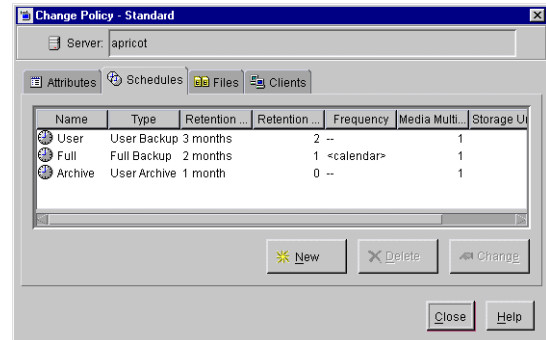 Change Policy - Standard
Server: apricot
Attributes Schedules Files Clients
Name Type Retention ... Retention ... Frequency Media Multi... Storage Un
User User Backup 3 months 2 --  1
Full Full Backup 2 months 1 <calendar> 1
Archive User Archive 1 month 0 -- 1
New Delete Change
Close Help